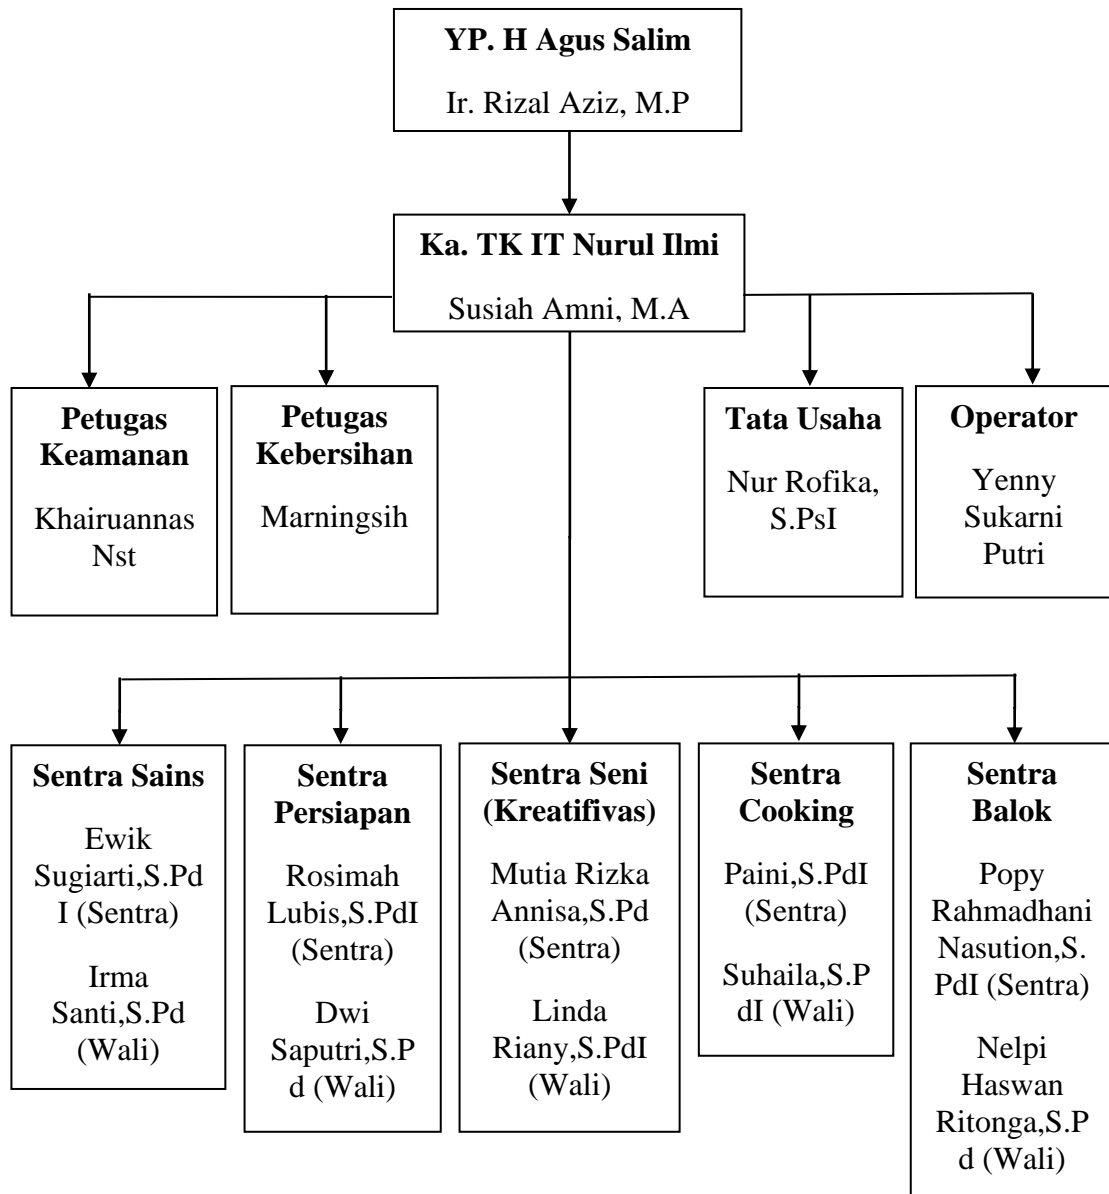 YP. H Agus Salim
Ir. Rizal Aziz, M.P
Ka. TK IT Nurul Ilmi
Susiah Amni, M.A
Petugas
Keamanan
Khairuannas
Nst
Petugas
Kebersihan
Marningsih
Tata Usaha
Nur Rofika,
S.PsI
Operator
Yenny
Sukarni
Putri
Sentra Sains
Ewik
Sugiarti,S.Pd
I (Sentra)
Irma
Santi,S.Pd
(Wali)
Sentra
Persiapan
Rosimah
Lubis,S.PdI
(Sentra)
Dwi
Saputri,S.P
d (Wali)
Sentra Seni
(Kreatifivas)
Mutia Rizka
Annisa,S.Pd
(Sentra)
Linda
Riany,S.PdI
(Wali)
Sentra
Cooking
Paini,S.PdI
(Sentra)
Suhaila,S.P
dI (Wali)
Sentra
Balok
Popy
Rahmadhani
Nasution,S.
PdI (Sentra)
Nelpi
Haswan
Ritonga,S.P
d (Wali)